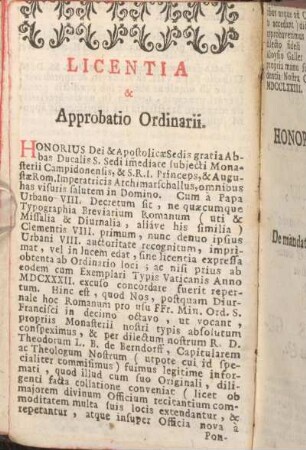 LICENTIA
&
Approbatio Ordinarii.
HONORIUS Dei & Apostolicæ Sedis gratia Ab-
bas Ducalis S. Sedi imediate subjecti Mona-
sterii Campidonensis, & S.R.I. Princeps, & Augu-
stæ Rom. Imperatricis Archimarschallus, omnibus
has visuris salutem in Domino. Cum à Papa
Urbano VIII. Decretum sit, ne quæcunque
Typographia Breviarium Romanum (uti &
Missalia & Diurnalia, aliave his similia)
Clementis VIII. primum, nunc denuo ipsius
Urbani VIII. auctoritate recognitum, impri-
mat, vel in lucem edat, sine licentia expressa
obtenta ab Ordinario loci; ac nisi prius ab
eodem cum Exemplari Typis Vaticanis Anno
MDCXXXII. excuso concordare fuerit reper-
tum. Hinc est, quod Nos, postquam Diur-
nale hoc Romanum pro usu FFr. Min. Ord. S.
Francisci in decimo octavo, ut vocant,
proprii Monasterii nostri typis absolutum
conspeximus, & per dilectum nostrum R. D.
Theodorum L. B. de Berndorff, Capitularem
ac Theologum Nostrum (utpote cui id spe-
cialiter commisimus) fuimus legitime infor-
mati, quod illud cum suo Originali, dili-
genti facta collatione conveniat (licet ob
majorem divinum Officium recitantium com-
moditatem multa suis locis extendantur, &
repetantur, atque insuper Officia nova à
Pon-
MDCCLXXIII.
HONOR
De manda